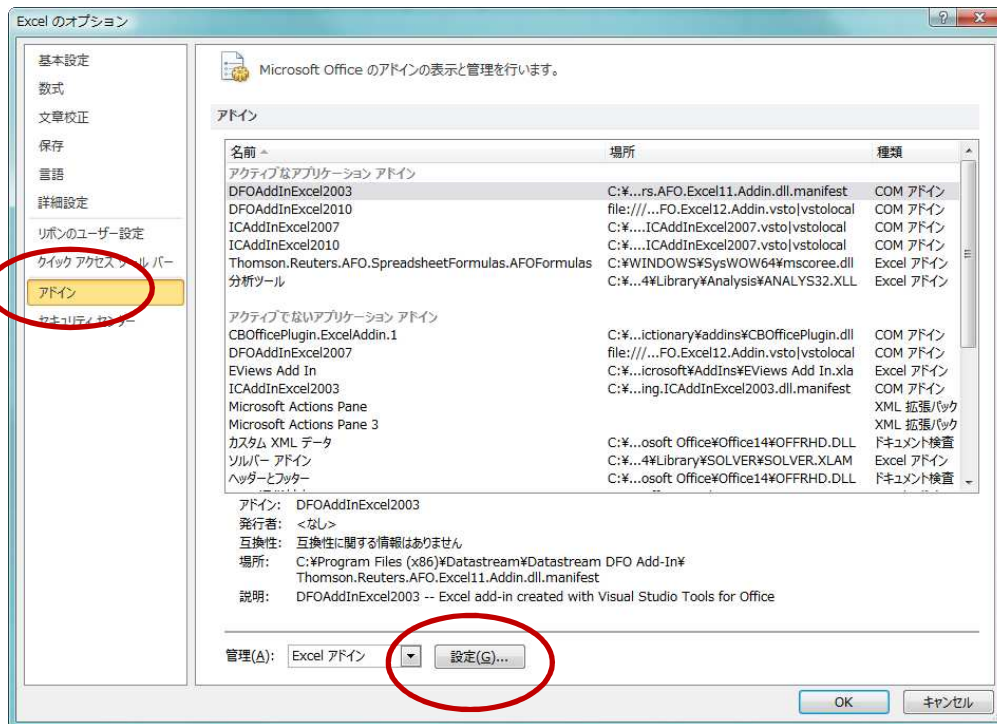 Excel のオプション
基本設定
数式
文章校正
保存
言語
詳細設定
リボンのユーザー設定
クイック アクセス ツール バー
アドイン
セキュリティ センター
Microsoft Office のアドインの表示と管理を行います。
アドイン
名前 場所 種類
アクティブなアプリケーション アドイン
DFOAddInExcel2003 C:¥...rs.AFO.Excel11.Addin.dll.manifest COM アドイン
DFOAddInExcel2010 file:///...FO.Excel12.Addin.vsto|vstolocal COM アドイン
ICAddInExcel2007 C:¥....ICAddInExcel2007.vsto|vstolocal COM アドイン
ICAddInExcel2010 C:¥....ICAddInExcel2007.vsto|vstolocal COM アドイン
Thomson.Reuters.AFO.SpreadsheetFormulas.AFOFormulas C:¥WINDOWS¥SysWOW64¥mscoree.dll Excel アドイン
分析ツール C:¥...4¥Library¥Analysis¥ANALYS32.XLL Excel アドイン
アクティブでないアプリケーション アドイン
CBOfficePlugin.ExcelAddin.1 C:¥...ictionary¥addins¥CBOfficePlugin.dll COM アドイン
DFOAddInExcel2007 file:///...FO.Excel12.Addin.vsto|vstolocal COM アドイン
EViews Add In C:¥...icrosoft¥AddIns¥EViews Add In.xla Excel アドイン
ICAddInExcel2003 C:¥...ing.ICAddInExcel2003.dll.manifest COM アドイン
Microsoft Actions Pane XML 拡張パック
Microsoft Actions Pane 3 XML 拡張パック
カスタム XML データ C:¥...osoft Office¥Office14¥OFFRHD.DLL ドキュメント検査
ソルバー アドイン C:¥...4¥Library¥SOLVER¥SOLVER.XLAM Excel アドイン
ヘッダーとフッター C:¥...osoft Office¥Office14¥OFFRHD.DLL ドキュメント検査
アドイン: DFOAddInExcel2003
発行者: <なし>
互換性: 互換性に関する情報はありません
場所: C:¥Program Files (x86)¥Datastream¥Datastream DFO Add-In¥
Thomson.Reuters.AFO.Excel11.Addin.dll.manifest
説明: DFOAddInExcel2003 -- Excel add-in created with Visual Studio Tools for Office
管理(A): Excel アドイン 設定(G)...
OK キャンセル